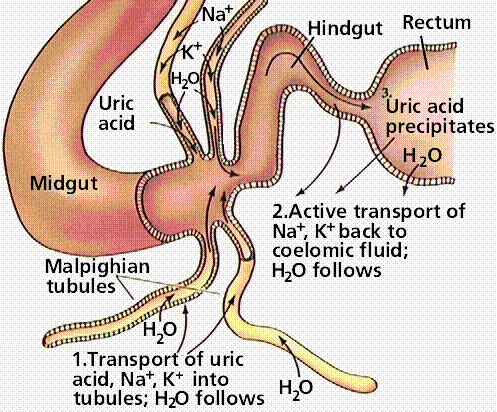 Na+
K+
H2O
Hindgut
Rectum
Uric
acid
3.
Uric acid
precipitates
H2O
Midgut
2.Active transport of
Na+, K+ back to
coelomic fluid;
H2O follows
Malpighian
tubules
H2O
1.Transport of uric
acid, Na+, K+ into
tubules; H2O follows
H2O